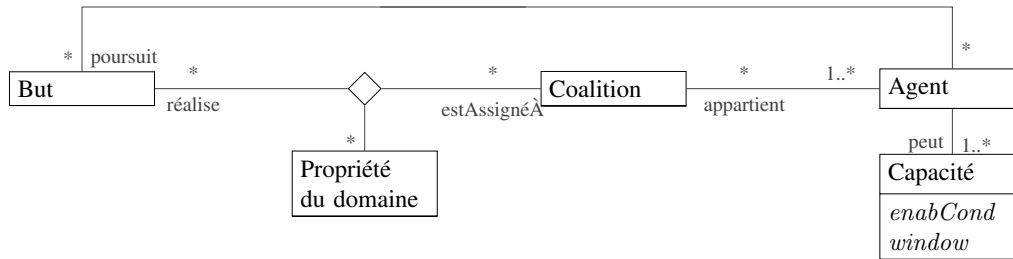 * poursuit *
But * * Coalition * 1..* Agent
réalise estAssignéÀ appartient
* peut 1..*
Propriété
du domaine
Capacité
enabCond
window